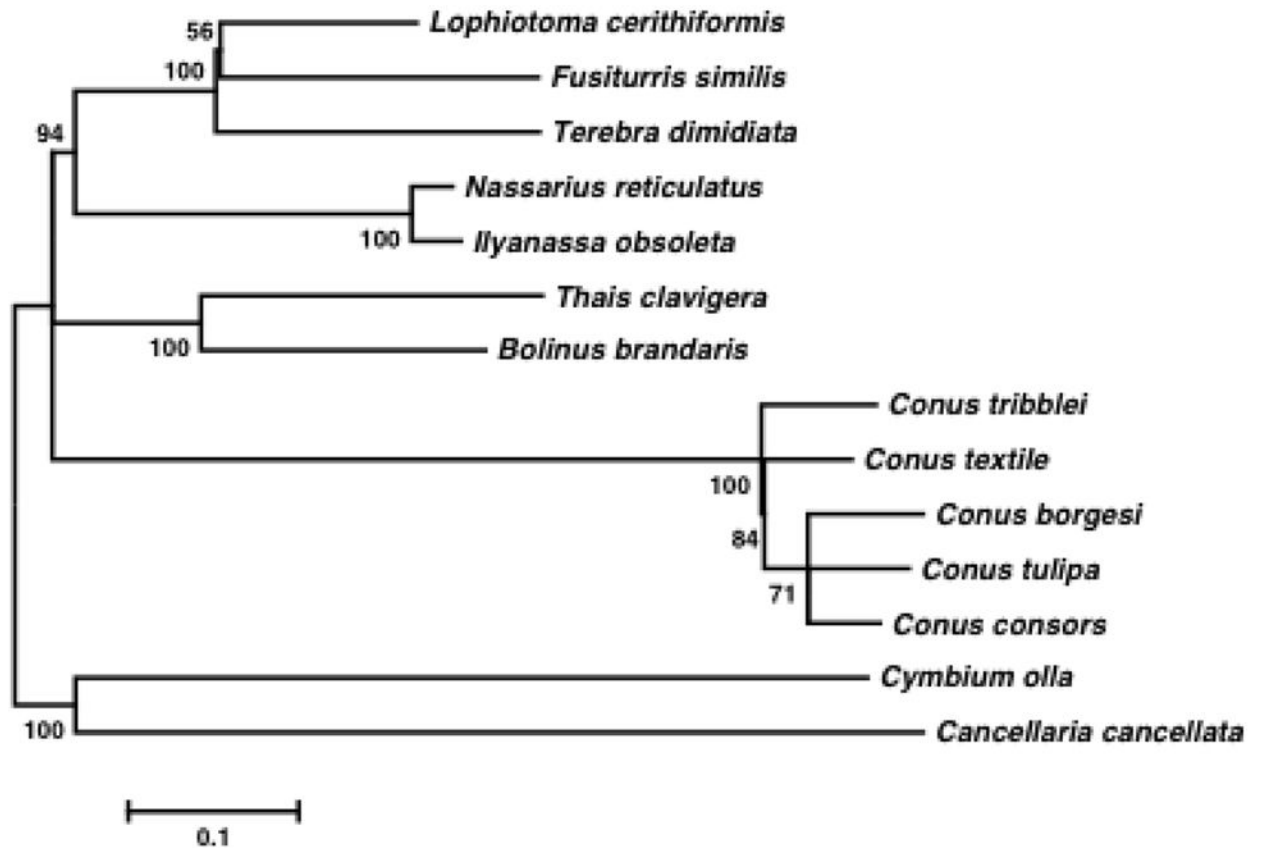 56 Lophiotoma cerithiformis
100 Fusiturris similis
94 Terebra dimidiata
Nassarius reticulatus
100 Ilyanassa obsoleta
Thais clavigera
100 Bolinus brandaris
Conus tribblei
Conus textile
100
Conus borgesi
84
Conus tulipa
71
Conus consors
Cymbium olla
100 Cancellaria cancellata
0.1